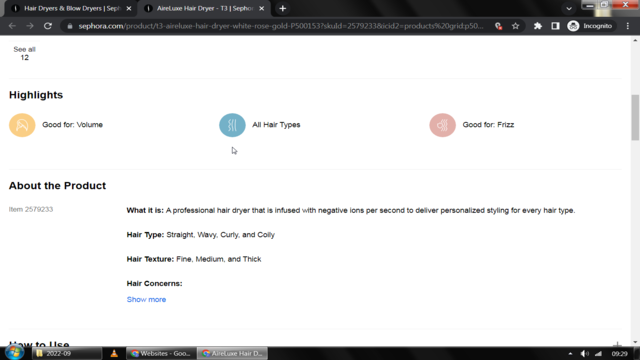 Hair Dryers & Blow Dryers | Seph
AireLuxe Hair Dryer - T3 | Sephor
sephora.com/product/t3-aireluxe-hair-dryer-white-rose-gold-P500153?skuId=2579233&icid2=products%20grid:p50...
Incognito
See all
12
Highlights
Good for: Volume
All Hair Types
Good for: Frizz
About the Product
Item 2579233
What it is: A professional hair dryer that is infused with negative ions per second to deliver personalized styling for every hair type.
Hair Type: Straight, Wavy, Curly, and Coily
Hair Texture: Fine, Medium, and Thick
Hair Concerns:
Show more
How to Use
2022-09
Websites - Goo...
AireLuxe Hair D...
09:29